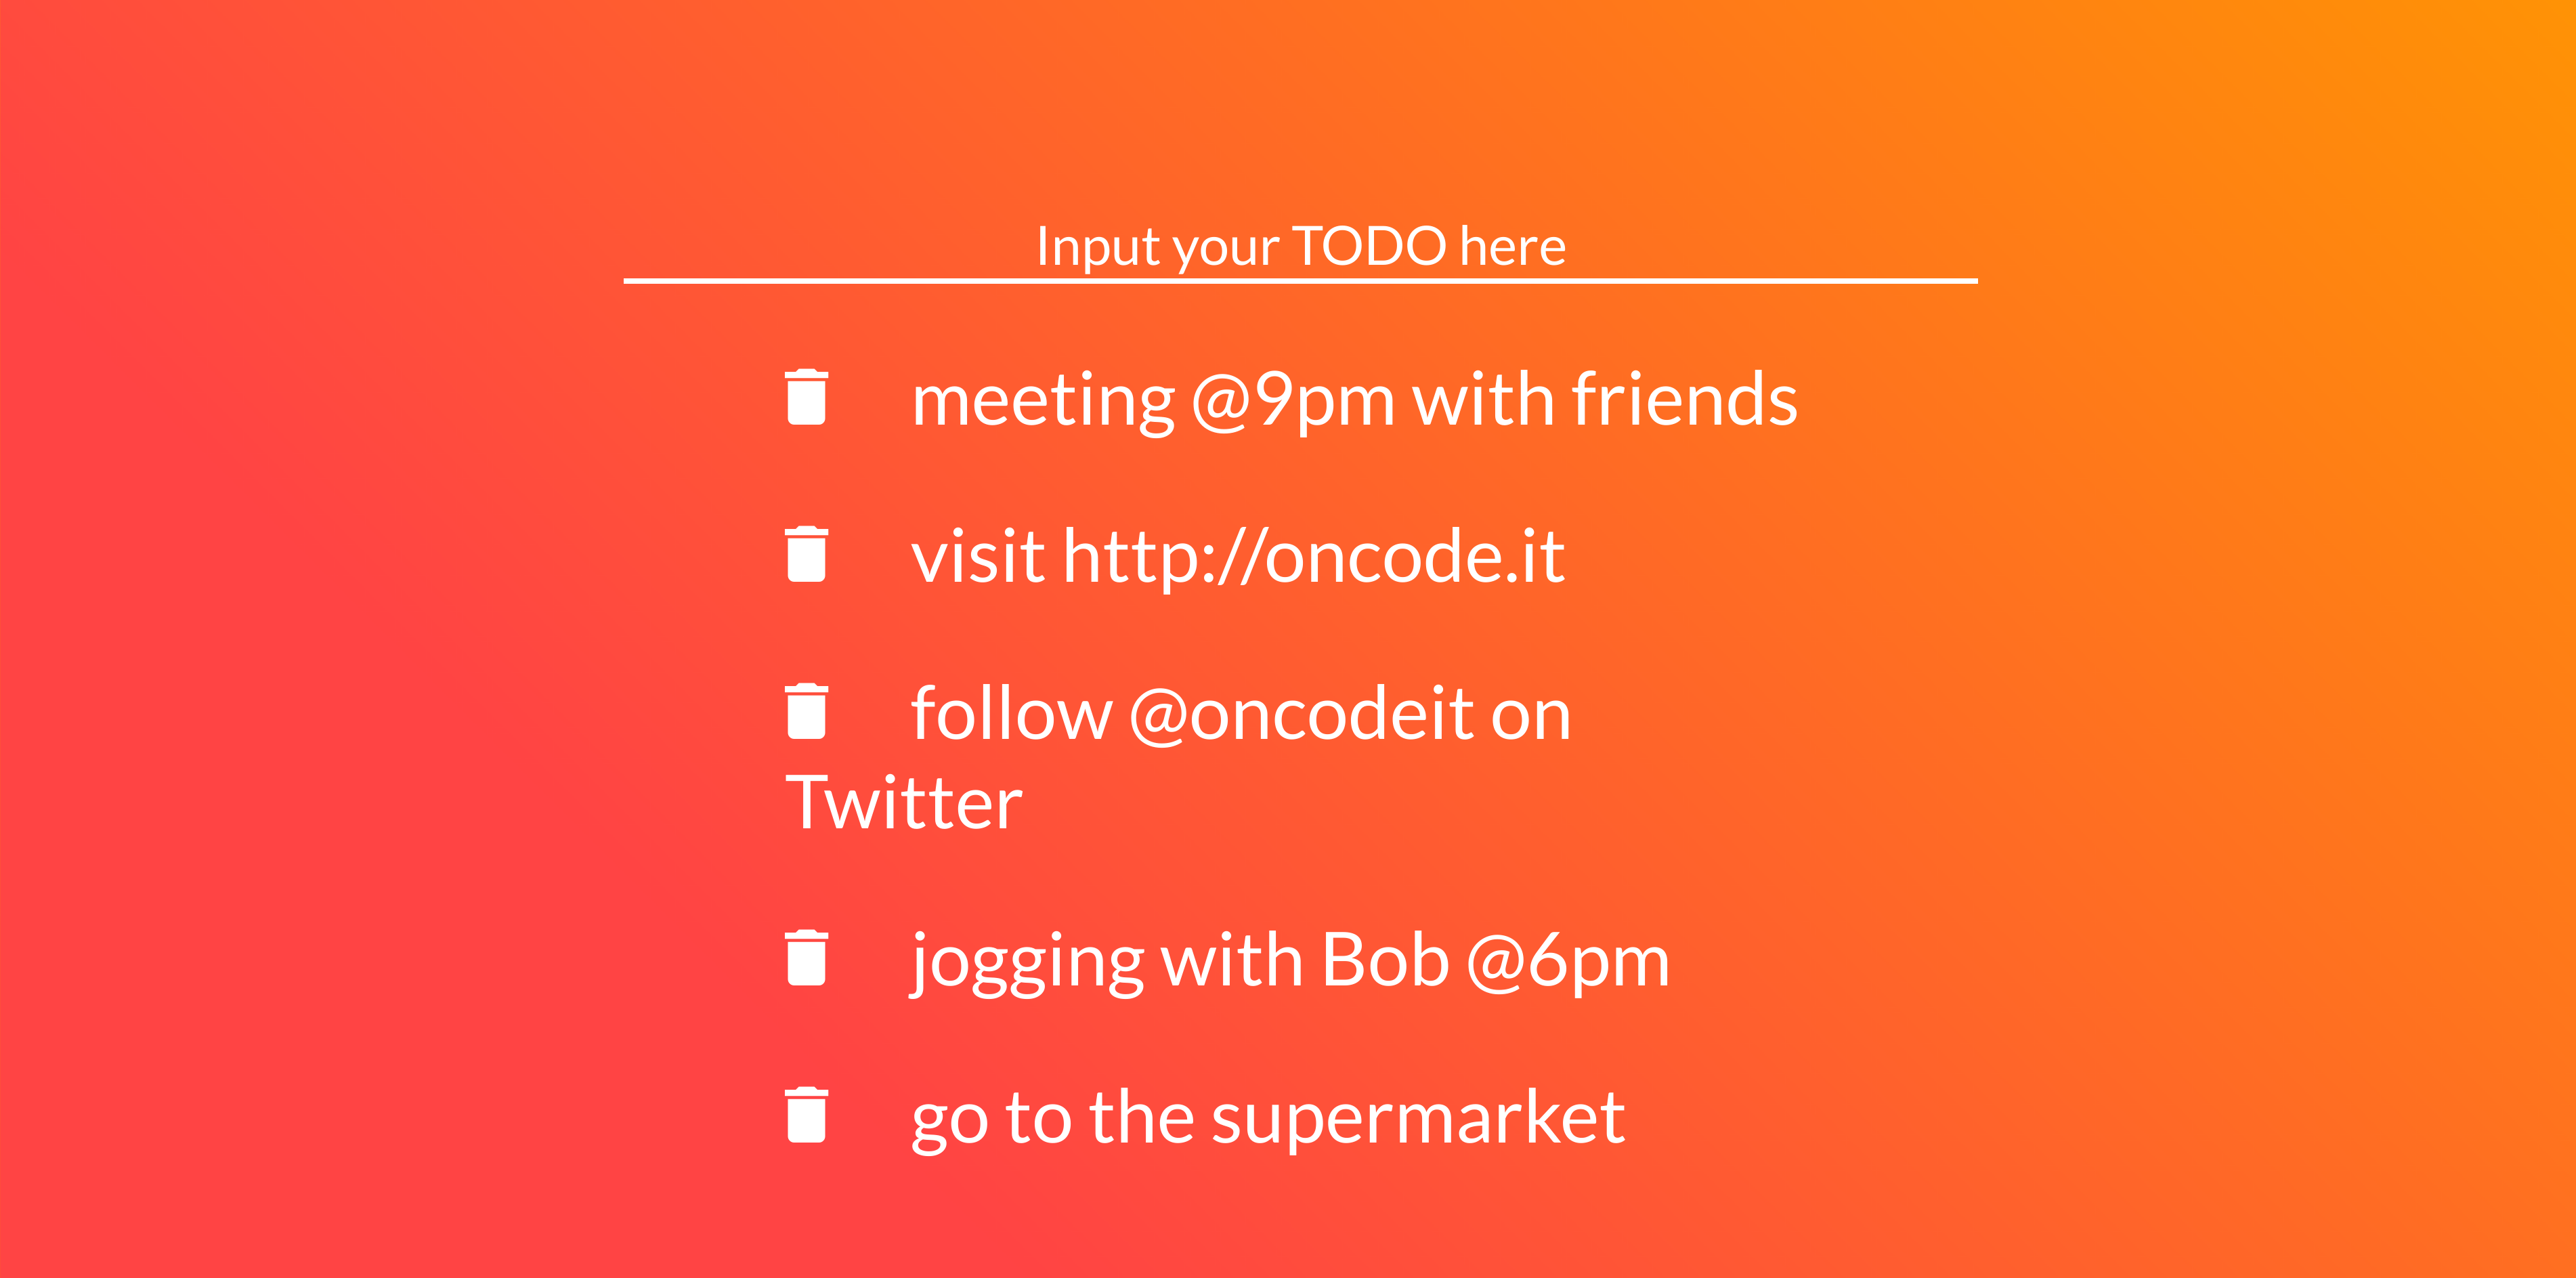 Input your TODO here
meeting @9pm with friends
visit http://oncode.it
follow @oncodeit on
Twitter
jogging with Bob @6pm
go to the supermarket